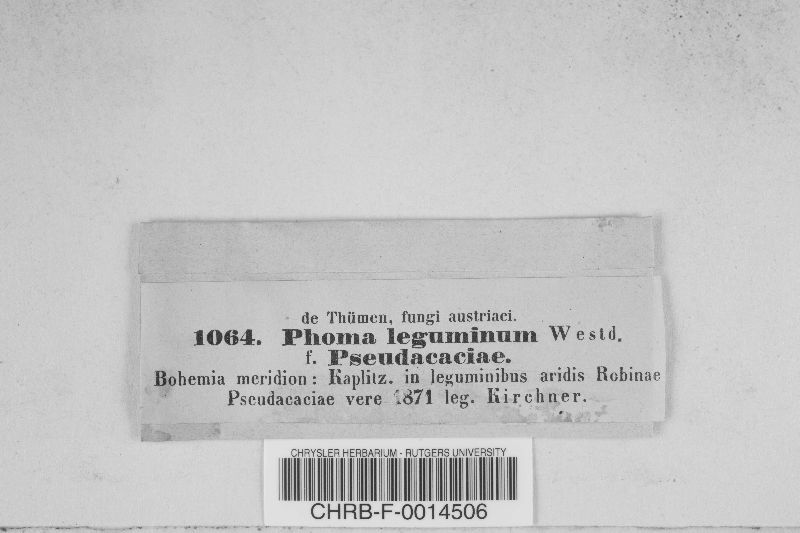 de Thümen, fungi austriaci.
1064. Phoma leguminum Westd.
f. Pseudacaciae.
Bohemia meridion: Kaplitz. in leguminibus aridis Robinae
Pseudacaciae vere 1871 leg. Kirchner.
CHRYSLER HERBARIUM - RUTGERS UNIVERSITY
CHRB-F-0014506